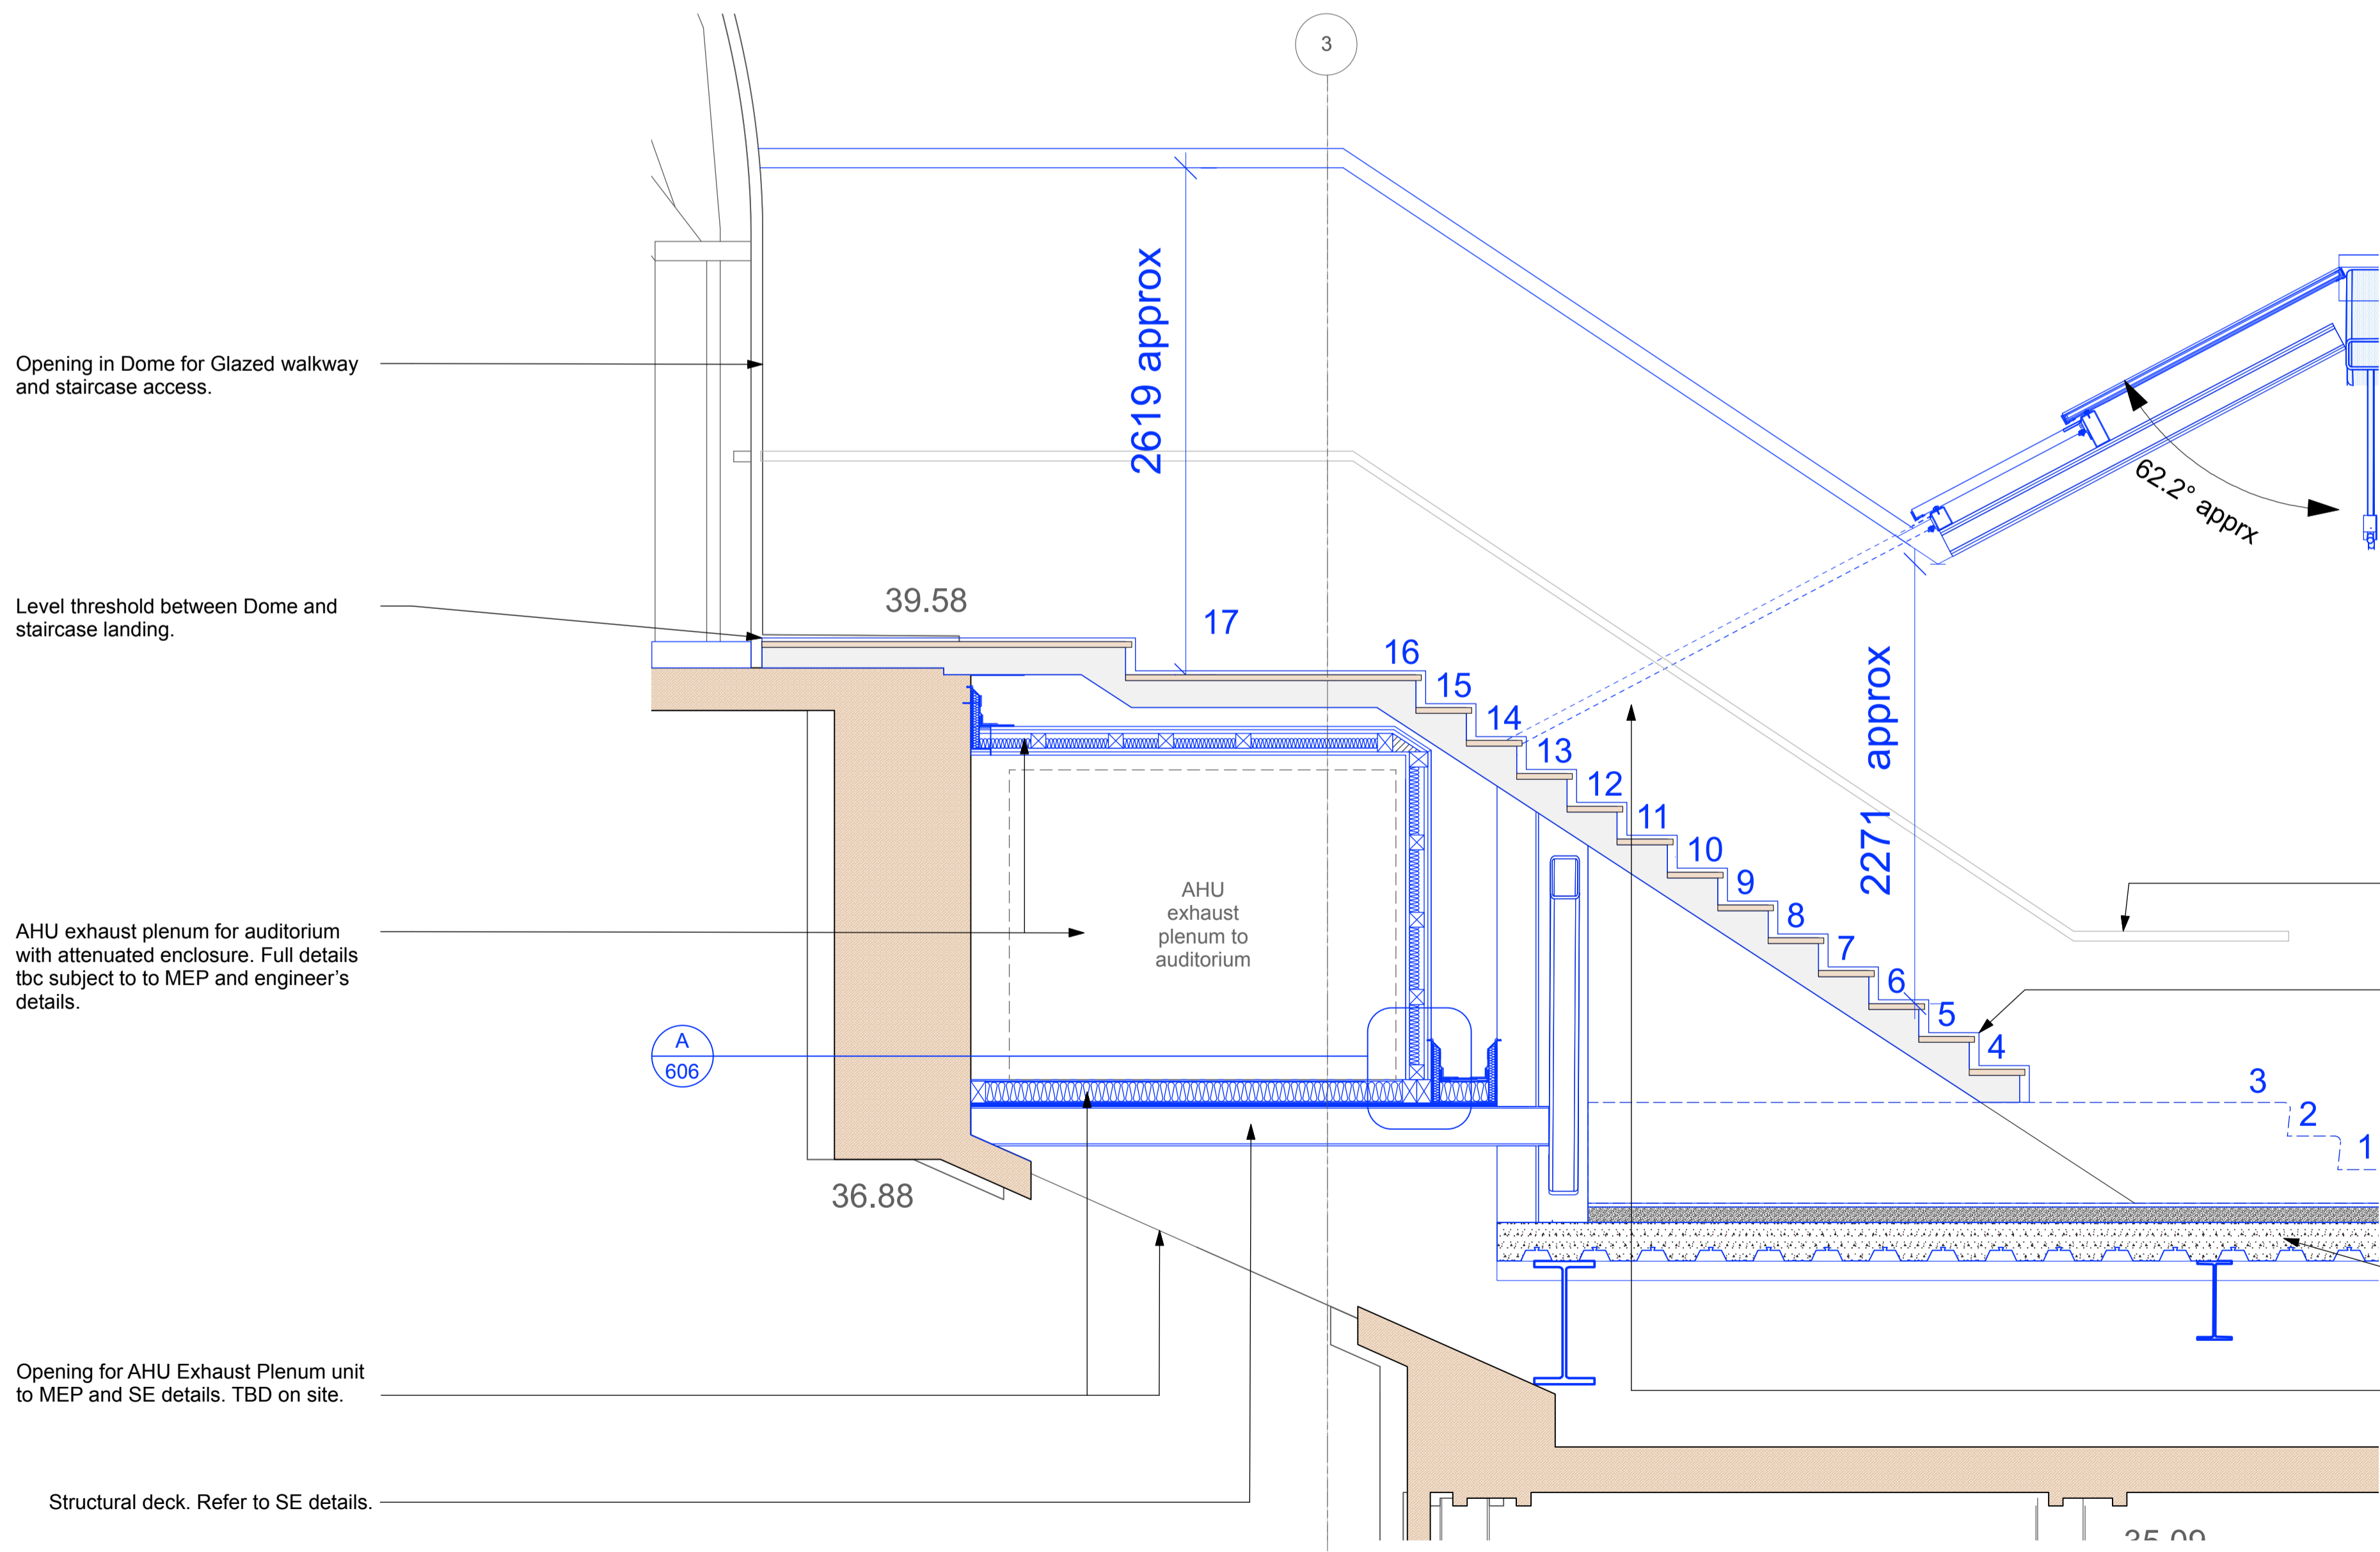 3
Opening in Dome for Glazed walkway
and staircase access.
2619 approx
62.2° apprx
Level threshold between Dome and
staircase landing.
39.58
17
16
15
14
13
12
11
10
9
8
7
6
5
4
3
2
1
2271 approx
AHU
exhaust
plenum to
auditorium
AHU exhaust plenum for auditorium
with attenuated enclosure. Full details
tbc subject to to MEP and engineer's
details.
A
606
36.88
Opening for AHU Exhaust Plenum unit
to MEP and SE details. TBD on site.
Structural deck. Refer to SE details.